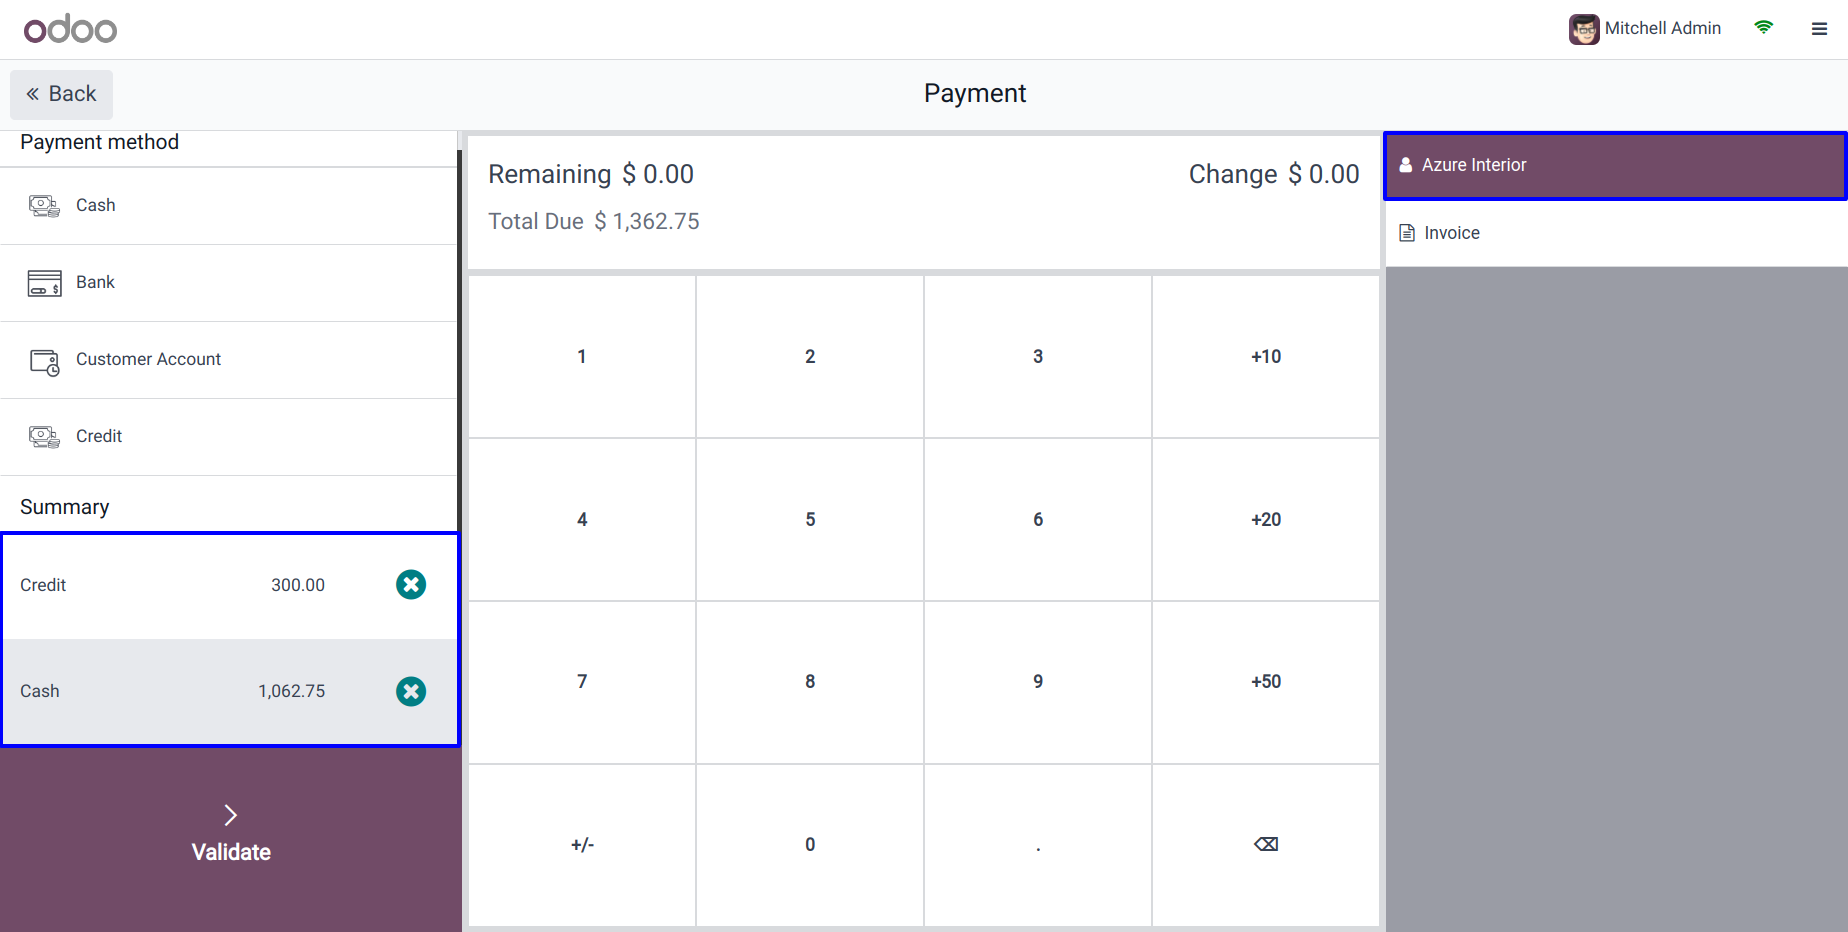 odoo
Mitchell Admin
Back
Payment
Payment method
Cash
Bank
Customer Account
Credit
Summary
Credit 300.00
Cash 1,062.75
Validate
Remaining $ 0.00
Change $ 0.00
Total Due $ 1,362.75
1 2 3 +10
4 5 6 +20
7 8 9 +50
+/- 0 . ⌫
Azure Interior
Invoice